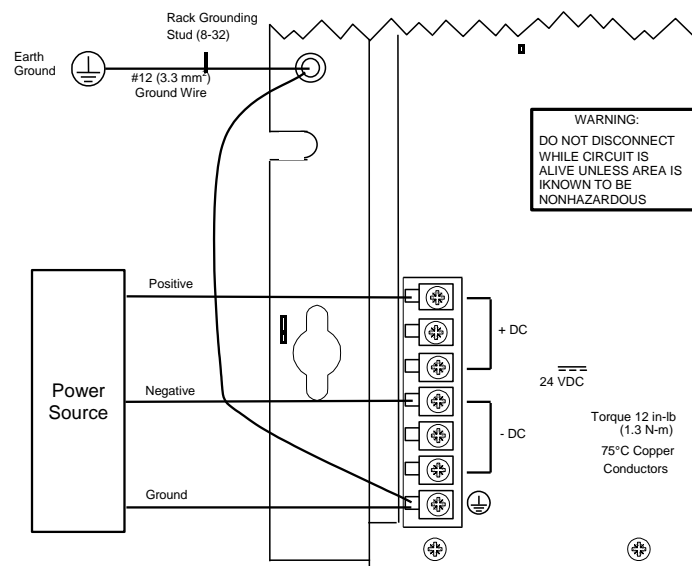 Rack Grounding
Stud (8-32)
Earth
Ground
#12 (3.3 mm2)
Ground Wire
WARNING:
DO NOT DISCONNECT
WHILE CIRCUIT IS
ALIVE UNLESS AREA IS
IKNOWN TO BE
NONHAZARDOUS
Positive
+ DC
24 VDC
Power
Source
Negative
Torque 12 in-lb
(1.3 N-m)
- DC
75°C Copper
Conductors
Ground